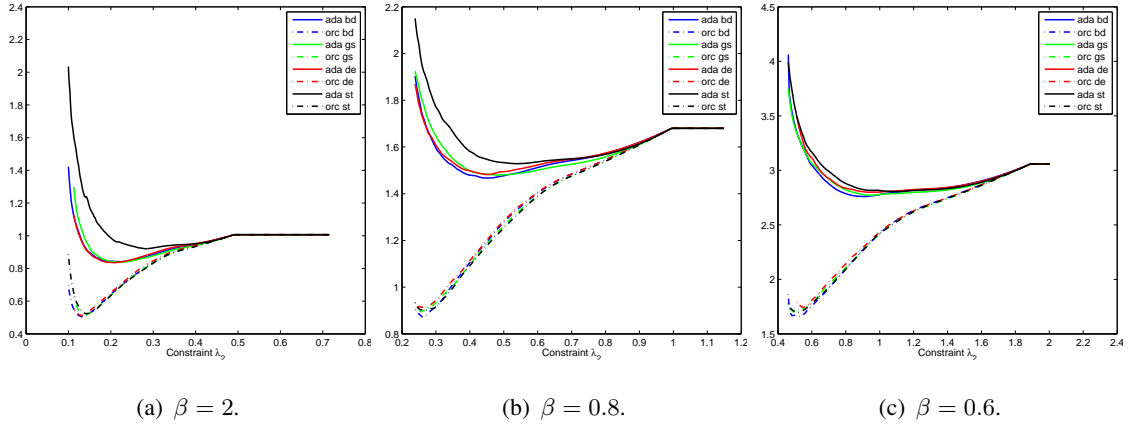 2.4
2.2
2
1.8
1.6
1.4
1.2
1
0.8
0.6
0.4
0 0.1 0.2 0.3 0.4 0.5 0.6 0.7 0.8
Constraint λ₂
ada bd
orc bd
ada gs
orc gs
ada de
orc de
ada st
orc st
(a) β = 2.
2.2
2
1.8
1.6
1.4
1.2
1
0.8
0.2 0.3 0.4 0.5 0.6 0.7 0.8 0.9 1 1.1 1.2
Constraint λ₂
ada bd
orc bd
ada gs
orc gs
ada de
orc de
ada st
orc st
(b) β = 0.8.
4.5
4
3.5
3
2.5
2
1.5
0.4 0.6 0.8 1 1.2 1.4 1.6 1.8 2 2.2 2.4
Constraint λ₂
ada bd
orc bd
ada gs
orc gs
ada de
orc de
ada st
orc st
(c) β = 0.6.